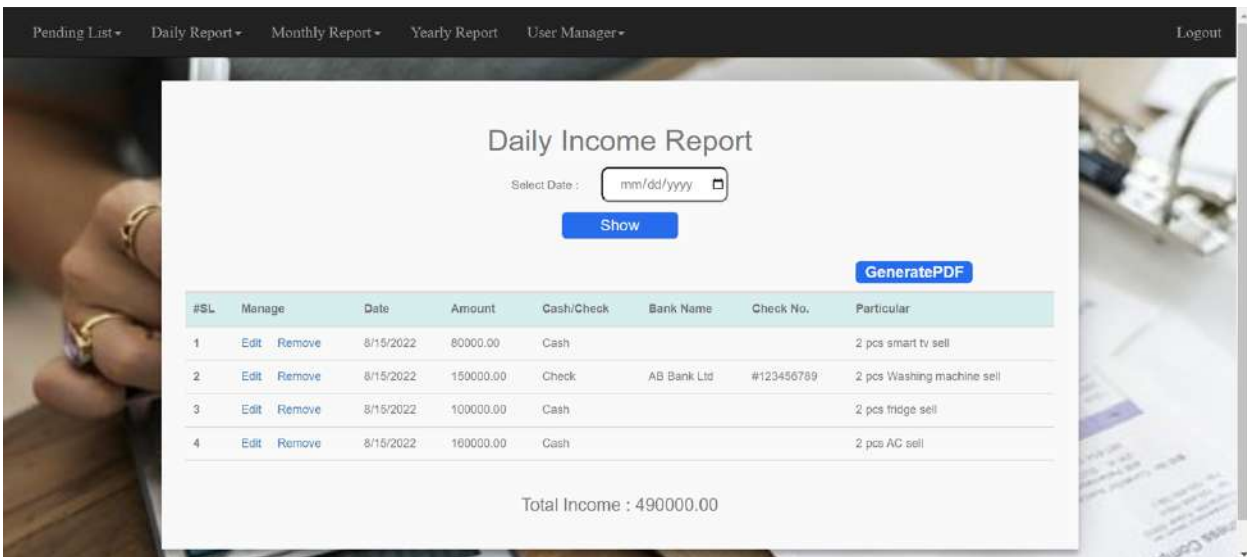 Pending List Daily Report Monthly Report Yearly Report User Manager Logout
Daily Income Report
Select Date : mm/dd/yyyy
Show
GeneratePDF
#SL Manage Date Amount Cash/Check Bank Name Check No. Particular
1 Edit Remove 8/15/2022 80000.00 Cash 2 pcs smart tv sell
2 Edit Remove 8/15/2022 150000.00 Check AB Bank Ltd #123456789 2 pcs Washing machine sell
3 Edit Remove 8/15/2022 100000.00 Cash 2 pcs fridge sell
4 Edit Remove 8/15/2022 160000.00 Cash 2 pcs AC sell
Total Income : 490000.00